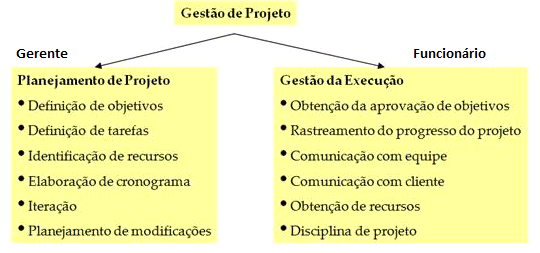 Gestão de Projeto
Gerente
Funcionário
Planejamento de Projeto
• Definição de objetivos
• Definição de tarefas
• Identificação de recursos
• Elaboração de cronograma
• Iteração
• Planejamento de modificações
Gestão da Execução
• Obtenção da aprovação de objetivos
• Rastreamento do progresso do projeto
• Comunicação com equipe
• Comunicação com cliente
• Obtenção de recursos
• Disciplina de projeto